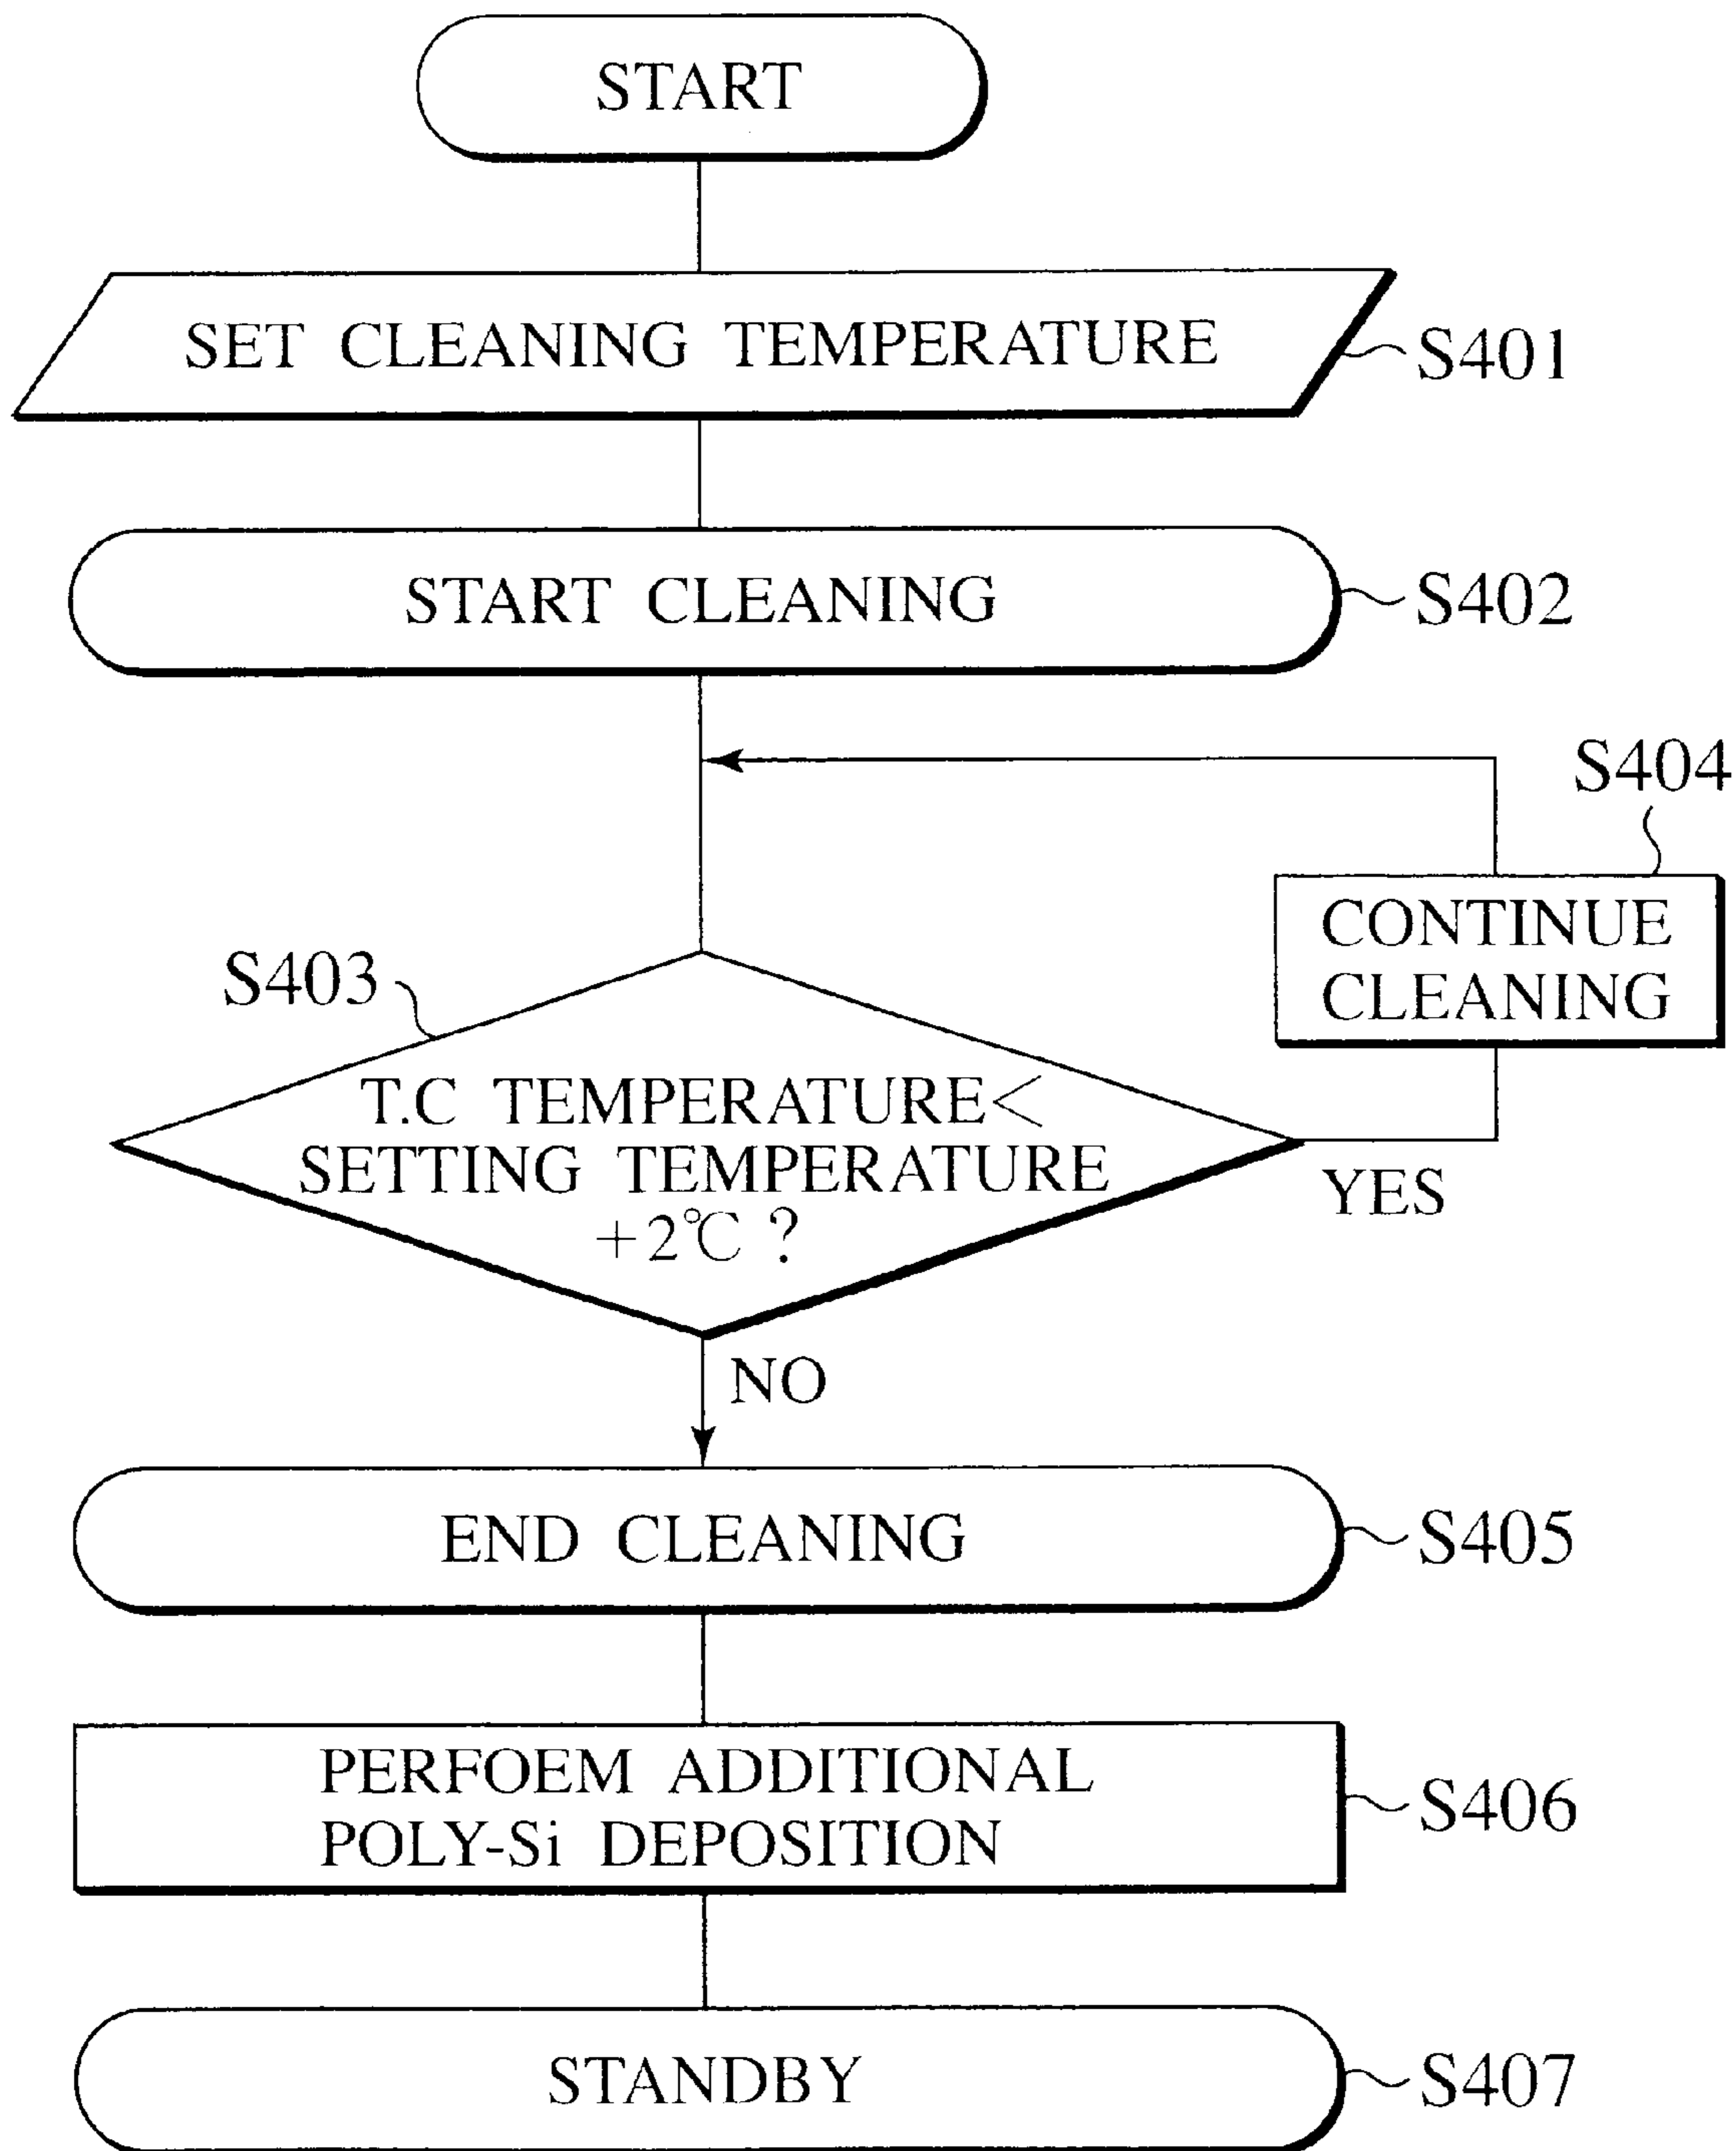 START
SET CLEANING TEMPERATURE
S401
START CLEANING
S402
S404
CONTINUE
CLEANING
S403
T.C TEMPERATURE<
SETTING TEMPERATURE
+2℃ ?
YES
NO
END CLEANING
S405
PERFOEM ADDITIONAL
POLY-Si DEPOSITION
S406
STANDBY
S407